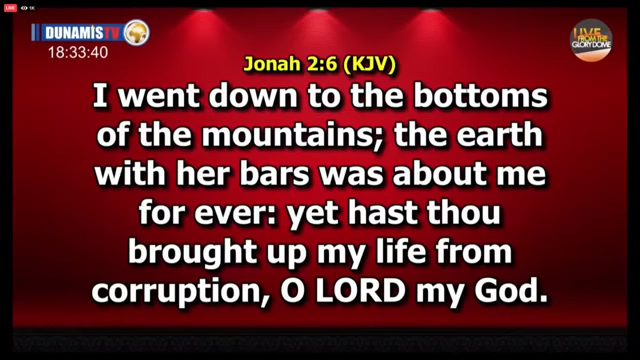 LIVE 1K
DUNAMIS TV
18:33:40
LIVE
FROM THE
GLORY DOME
Jonah 2:6 (KJV)
I went down to the bottoms
of the mountains; the earth
with her bars was about me
for ever: yet hast thou
brought up my life from
corruption, O LORD my God.